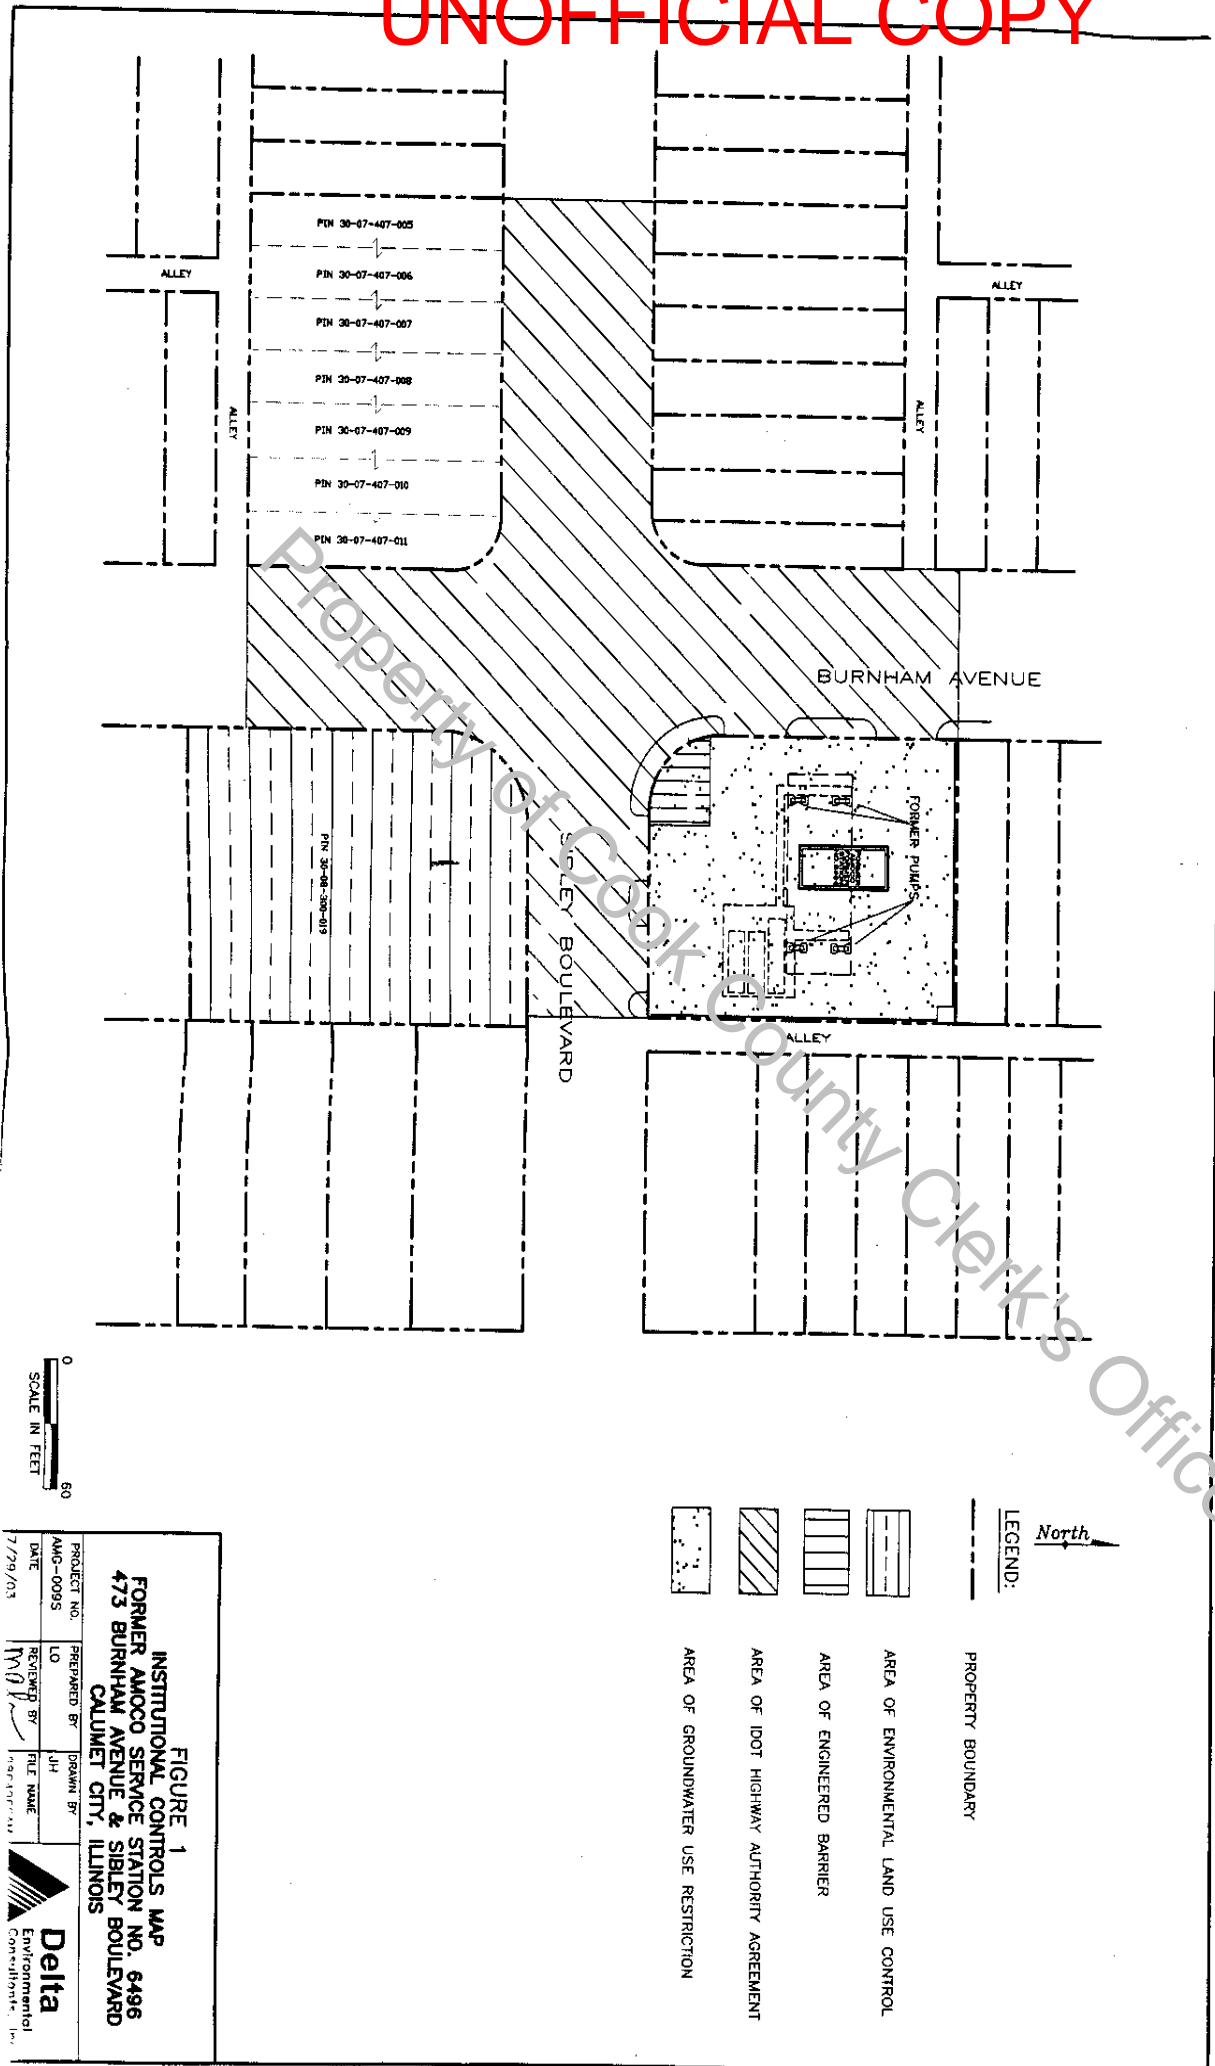 UNOFFICIAL COPY
PIN 30-07-407-005
PIN 30-07-407-006
PIN 30-07-407-007
PIN 30-07-407-008
PIN 30-07-407-009
PIN 30-07-407-010
PIN 30-07-407-011
ALLEY
ALLEY
ALLEY
ALLEY
BURNHAM AVENUE
FORMER PUMPS
PIN 30-08-300-019
BOULEVARD
ALLEY
Property of Cook County Clerk's Office
0
60
SCALE IN FEET
North
LEGEND:
PROPERTY BOUNDARY
AREA OF ENVIRONMENTAL LAND USE CONTROL
AREA OF ENGINEERED BARRIER
AREA OF IDOT HIGHWAY AUTHORITY AGREEMENT
AREA OF GROUNDWATER USE RESTRICTION
FIGURE 1
INSTITUTIONAL CONTROLS MAP
FORMER AMOCO SERVICE STATION NO. 6496
473 BURNHAM AVENUE & SIBLEY BOULEVARD
CALUMET CITY, ILLINOIS
PROJECT NO.
AMG-009S
PREPARED BY
LO
DRAWN BY
JH
DATE
7/29/03
REVIEWED BY
FILE NAME
Delta
Environmental
Consultants, Inc.